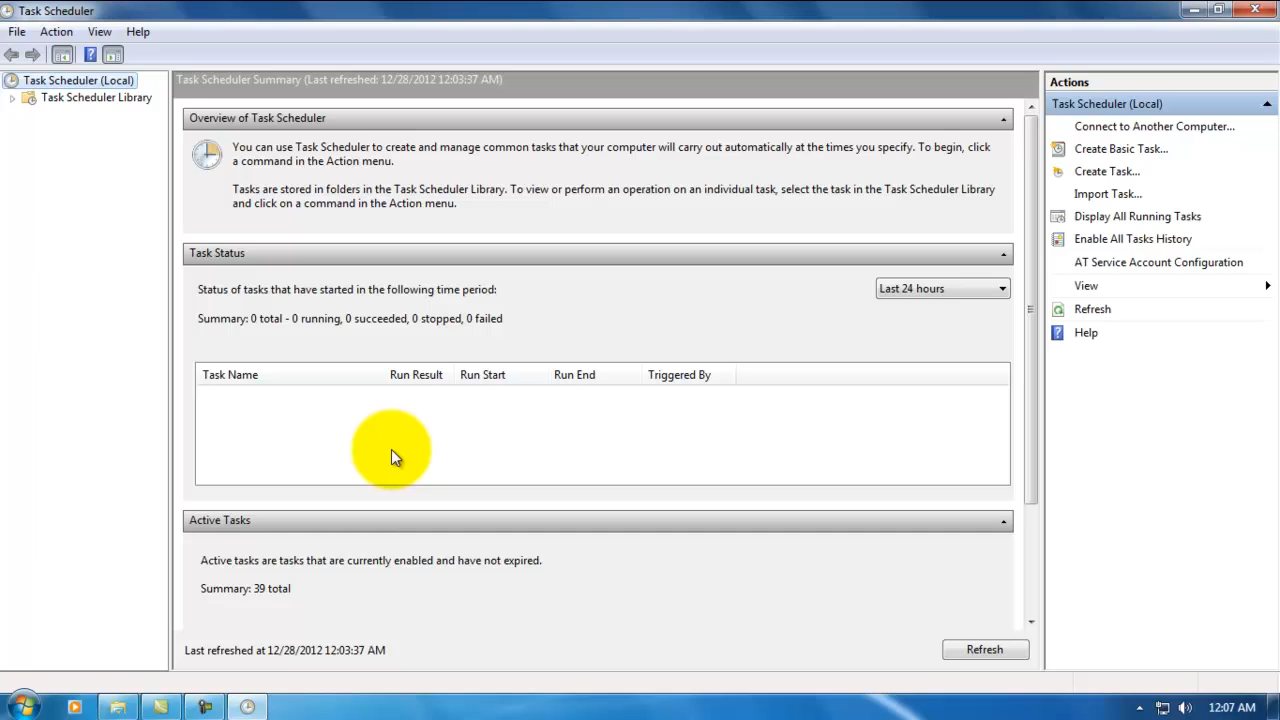 Task Scheduler
File Action View Help
Task Scheduler (Local)
Task Scheduler Library
Task Scheduler Summary (Last refreshed: 12/28/2012 12:03:37 AM)
Overview of Task Scheduler
You can use Task Scheduler to create and manage common tasks that your computer will carry out automatically at the times you specify. To begin, click
a command in the Action menu.
Tasks are stored in folders in the Task Scheduler Library. To view or perform an operation on an individual task, select the task in the Task Scheduler Library
and click on a command in the Action menu.
Task Status
Status of tasks that have started in the following time period:
Last 24 hours
Summary: 0 total - 0 running, 0 succeeded, 0 stopped, 0 failed
Task Name Run Result Run Start Run End Triggered By
Active Tasks
Active tasks are tasks that are currently enabled and have not expired.
Summary: 39 total
Last refreshed at 12/28/2012 12:03:37 AM
Refresh
Actions
Task Scheduler (Local)
Connect to Another Computer...
Create Basic Task...
Create Task...
Import Task...
Display All Running Tasks
Enable All Tasks History
AT Service Account Configuration
View
Refresh
Help
12:07 AM